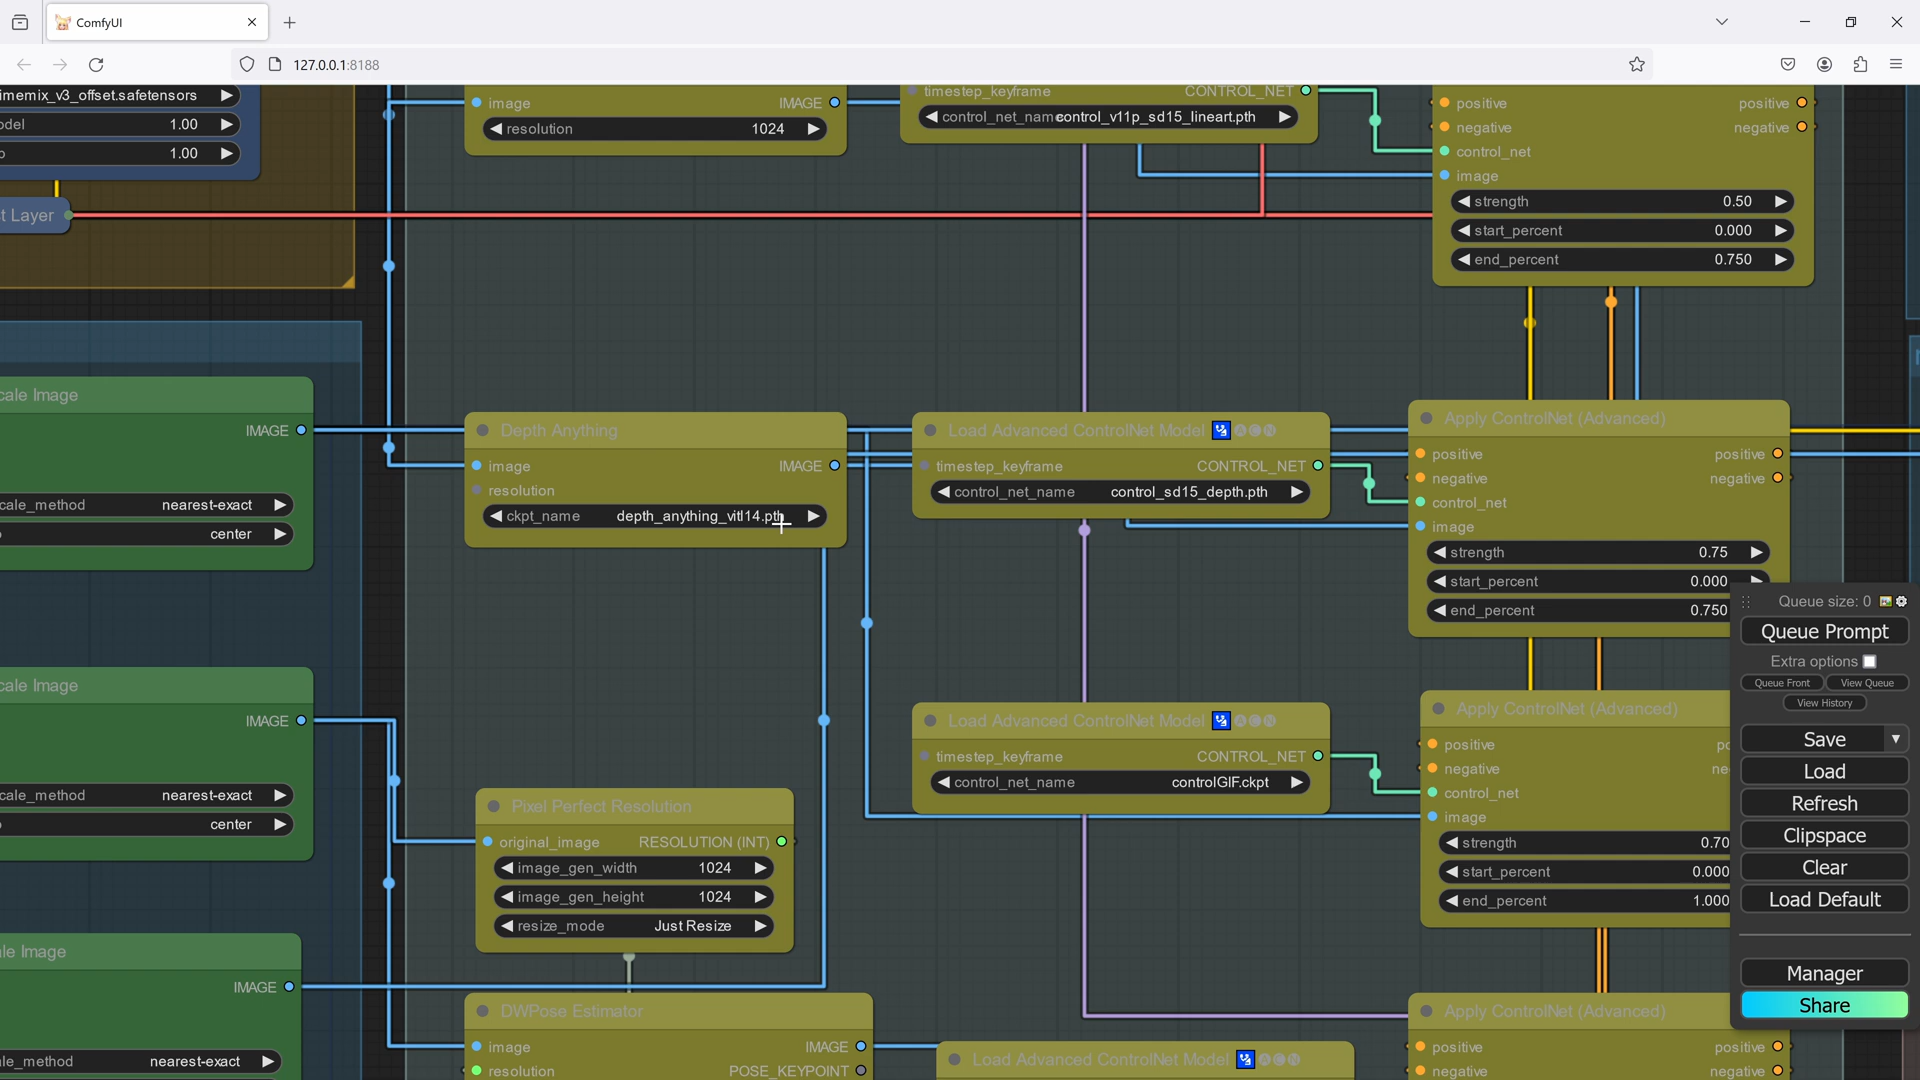 ComfyUI
127.0.0.1:8188
imemix_v3_offset.safetensors
odel 1.00
1.00
t Layer
image IMAGE
resolution 1024
timestep_keyframe CONTROL_NET
control_net_name control_v11p_sd15_lineart.pth
positive positive
negative negative
control_net
image
strength 0.50
start_percent 0.000
end_percent 0.750
cale Image
IMAGE
cale_method nearest-exact
center
Depth Anything
image IMAGE
resolution
ckpt_name depth_anything_vitl14.pth
Load Advanced ControlNet Model ACN
timestep_keyframe CONTROL_NET
control_net_name control_sd15_depth.pth
Apply ControlNet (Advanced)
positive positive
negative negative
control_net
image
strength 0.75
start_percent 0.000
end_percent 0.750
cale Image
IMAGE
cale_method nearest-exact
center
Load Advanced ControlNet Model ACN
timestep_keyframe CONTROL_NET
control_net_name controlGIF.ckpt
Apply ControlNet (Advanced)
positive po
negative ne
control_net
image
strength 0.70
start_percent 0.000
end_percent 1.000
Pixel Perfect Resolution
original_image RESOLUTION (INT)
image_gen_width 1024
image_gen_height 1024
resize_mode Just Resize
le Image
IMAGE
e_method nearest-exact
DWPose Estimator
image IMAGE
resolution POSE_KEYPOINT
Load Advanced ControlNet Model ACN
Apply ControlNet (Advanced)
positive positive
negative negative
Queue size: 0
Queue Prompt
Extra options
Queue Front View Queue
View History
Save
Load
Refresh
Clipspace
Clear
Load Default
Manager
Share